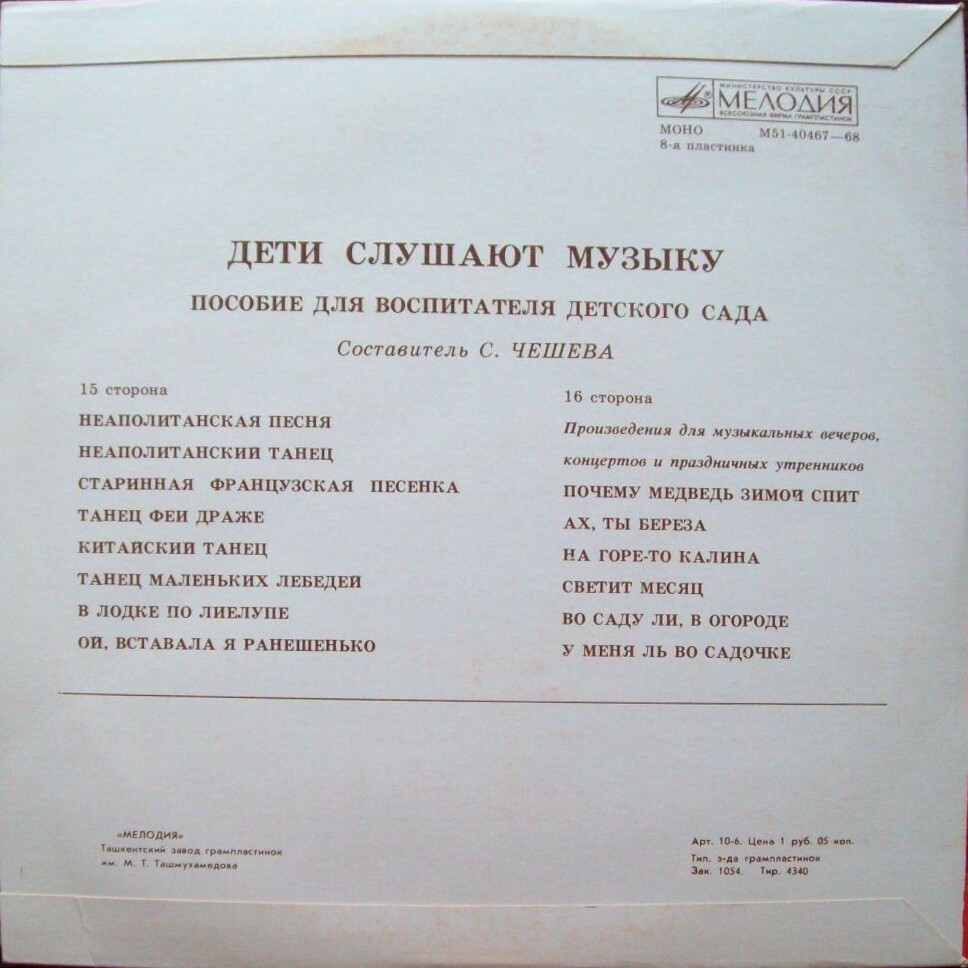 МИНИСТЕРСТВО КУЛЬТУРЫ СССР
МЕЛОДИЯ
ВСЕСОЮЗНАЯ ФИРМА ГРАМПЛАСТИНОК
МОНО М51-40467—68
8-я пластинка
ДЕТИ СЛУШАЮТ МУЗЫКУ
ПОСОБИЕ ДЛЯ ВОСПИТАТЕЛЯ ДЕТСКОГО САДА
Составитель С. ЧЕШЕВА
15 сторона
НЕАПОЛИТАНСКАЯ ПЕСНЯ
НЕАПОЛИТАНСКИЙ ТАНЕЦ
СТАРИННАЯ ФРАНЦУЗСКАЯ ПЕСЕНКА
ТАНЕЦ ФЕИ ДРАЖЕ
КИТАЙСКИЙ ТАНЕЦ
ТАНЕЦ МАЛЕНЬКИХ ЛЕБЕДЕЙ
В ЛОДКЕ ПО ЛИЕЛУПЕ
ОЙ, ВСТАВАЛА Я РАНЕШЕНЬКО
16 сторона
Произведения для музыкальных вечеров,
концертов и праздничных утренников
ПОЧЕМУ МЕДВЕДЬ ЗИМОЙ СПИТ
АХ, ТЫ БЕРЕЗА
НА ГОРЕ-ТО КАЛИНА
СВЕТИТ МЕСЯЦ
ВО САДУ ЛИ, В ОГОРОДЕ
У МЕНЯ ЛЬ ВО САДОЧКЕ
«МЕЛОДИЯ»
Ташкентский завод грампластинок
им. М. Т. Ташмухамедова
Арт. 10-6. Цена 1 руб. 05 коп.
Тип. з-да грампластинок
Зак. 1054. Тир. 4340